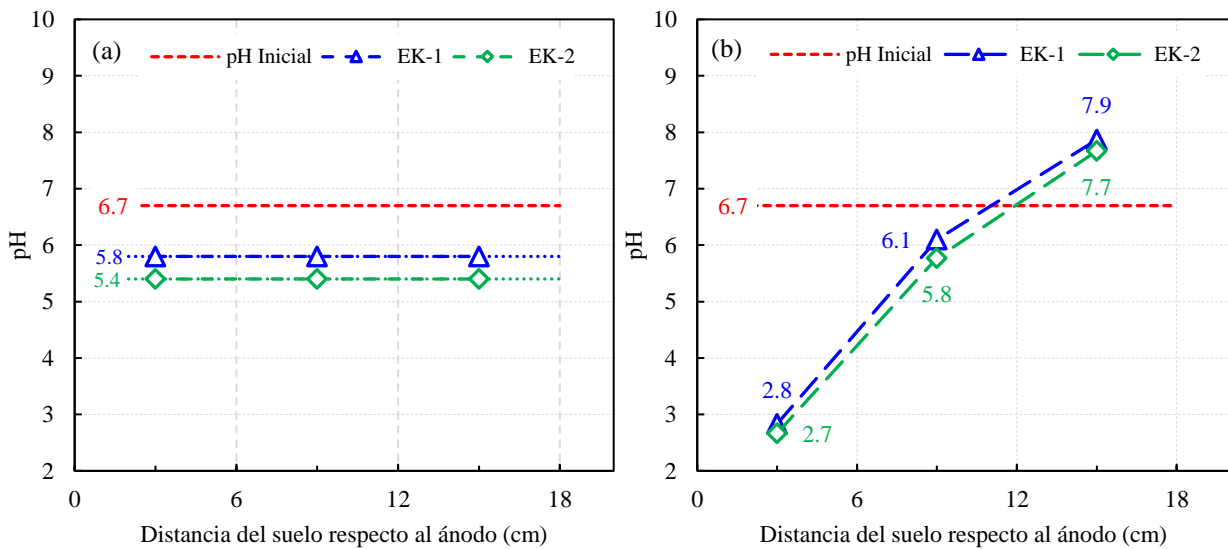 (a)
pH Inicial EK-1 EK-2
10
9
8
7
6
5
4
3
2
pH
6.7
5.8
5.4
0 6 12 18
Distancia del suelo respecto al ánodo (cm)
(b)
pH Inicial EK-1 EK-2
10
9
8
7
6
5
4
3
2
pH
7.9
7.7
6.7
6.1
5.8
2.8
2.7
0 6 12 18
Distancia del suelo respecto al ánodo (cm)